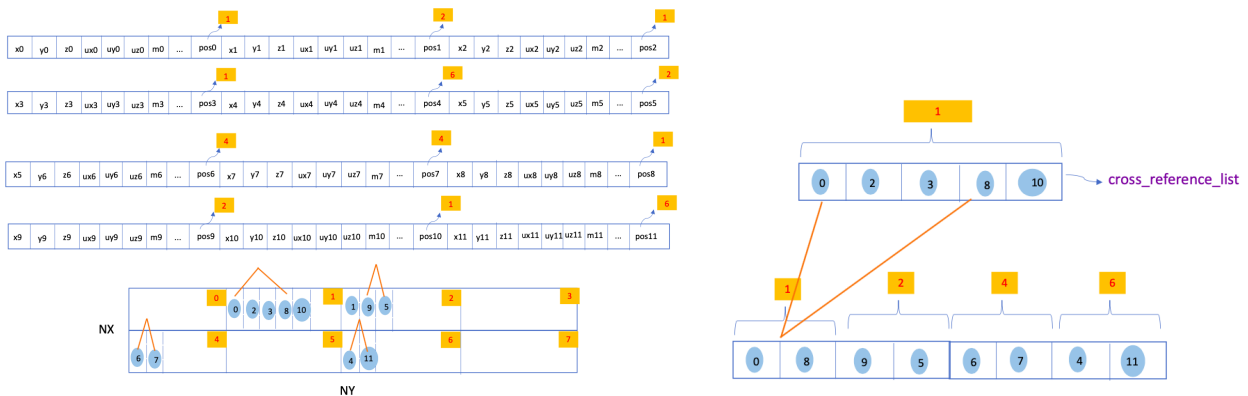 1 2 1
x0 y0 z0 ux0 uy0 uz0 m0 ... pos0 x1 y1 z1 ux1 uy1 uz1 m1 ... pos1 x2 y2 z2 ux2 uy2 uz2 m2 ... pos2
1 6 2
x3 y3 z3 ux3 uy3 uz3 m3 ... pos3 x4 y4 z4 ux4 uy4 uz4 m4 ... pos4 x5 y5 z5 ux5 uy5 uz5 m5 ... pos5
4 4 1
x5 y6 z6 ux6 uy6 uz6 m6 ... pos6 x7 y7 z7 ux7 uy7 uz7 m7 ... pos7 x8 y8 z8 ux8 uy8 uz8 m8 ... pos8
2 1 6
x9 y9 z9 ux9 uy9 uz9 m9 ... pos9 x10 y10 z10 ux10 uy10 uz10 m10 ... pos10 x11 y11 z11 ux11 uy11 uz11 m11 ... pos11
0 0 2 3 8 10 1 1 9 5 2 3
NX
6 7 4 5 4 11 6 7
NY
1
0 2 3 8 10
cross_reference_list
1 2 4 6
0 8 9 5 6 7 4 11